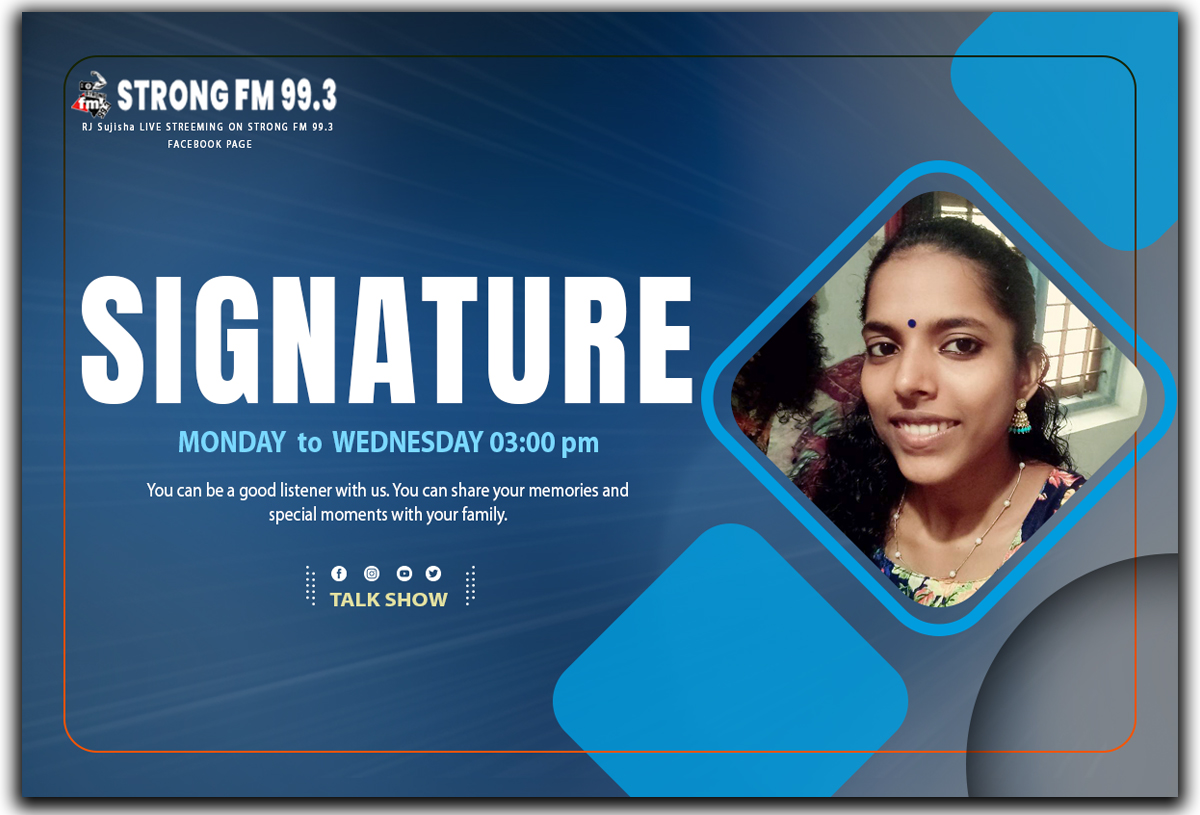 fm
STRONG FM 99.3
RJ Sujisha LIVE STREEMING ON STRONG FM 99.3
FACEBOOK PAGE
SIGNATURE
MONDAY to WEDNESDAY 03:00 pm
You can be a good listener with us. You can share your memories and
special moments with your family.
TALK SHOW